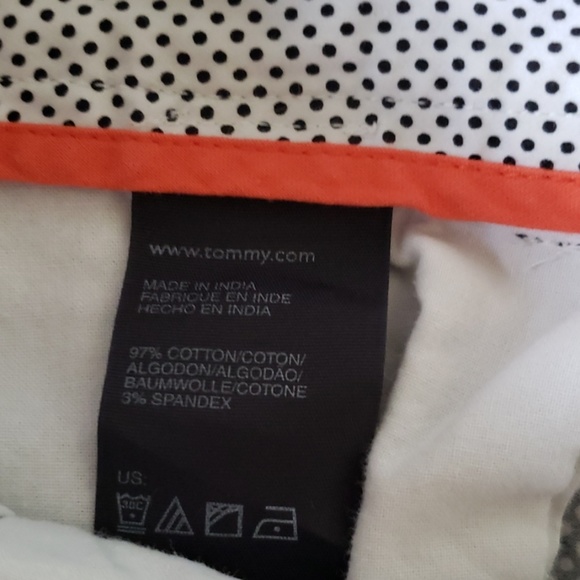 www.tommy.com
MADE IN INDIA
FABRIQUE EN INDE
HECHO EN INDIA
97% COTTON/COTON/
ALGODON/ALGODÃO/
BAUMWOLLE/COTONE
3% SPANDEX
US:
30C